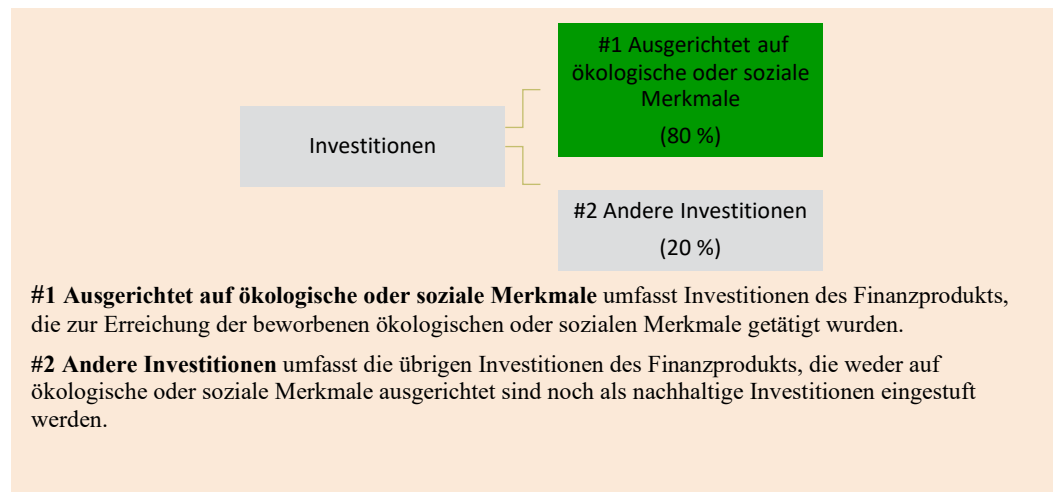 #1 Ausgerichtet auf
ökologische oder soziale
Merkmale
(80 %)
Investitionen
#2 Andere Investitionen
(20 %)
#1 Ausgerichtet auf ökologische oder soziale Merkmale umfasst Investitionen des Finanzprodukts,
die zur Erreichung der beworbenen ökologischen oder sozialen Merkmale getätigt wurden.
#2 Andere Investitionen umfasst die übrigen Investitionen des Finanzprodukts, die weder auf
ökologische oder soziale Merkmale ausgerichtet sind noch als nachhaltige Investitionen eingestuft
werden.